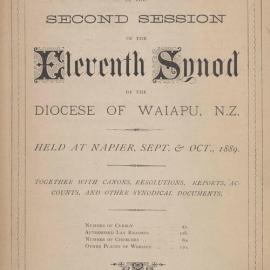 OF THE
SECOND SESSION
OF THE
Eleventh Synod
OF THE
DIOCESE OF WAIAPU, N.Z.
HELD AT NAPIER, SEPT. & OCT., 1889.
TOGETHER WITH CANONS, RESOLUTIONS, REPORTS, AC-
COUNTS, AND OTHER SYNODICAL DOCUMENTS.
NUMBER OF CLERGY
AUTHORISED LAY READERS
NUMBER OF CHURCHES
OTHER PLACES OF WORSHIP